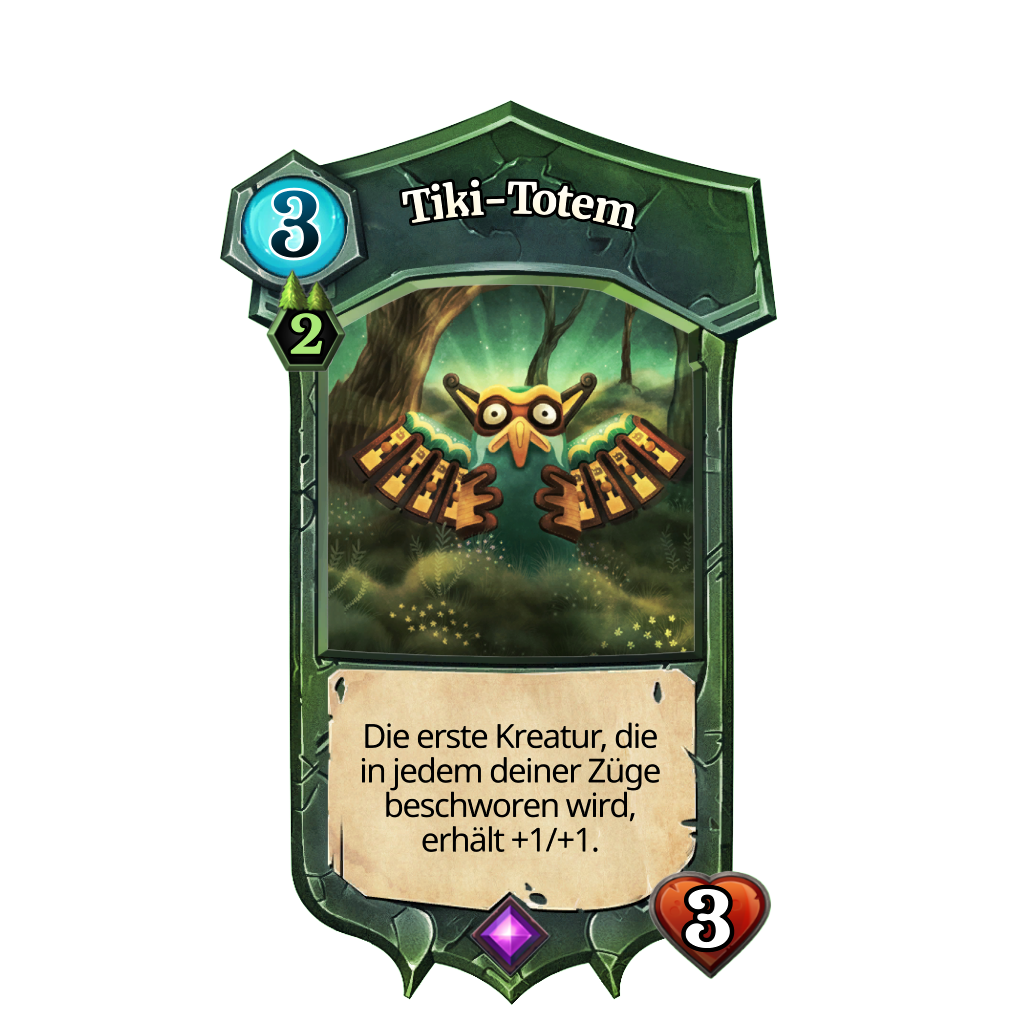 Tiki-Totem
3
2
Die erste Kreatur, die
in jedem deiner Züge
beschworen wird,
erhält +1/+1.
3